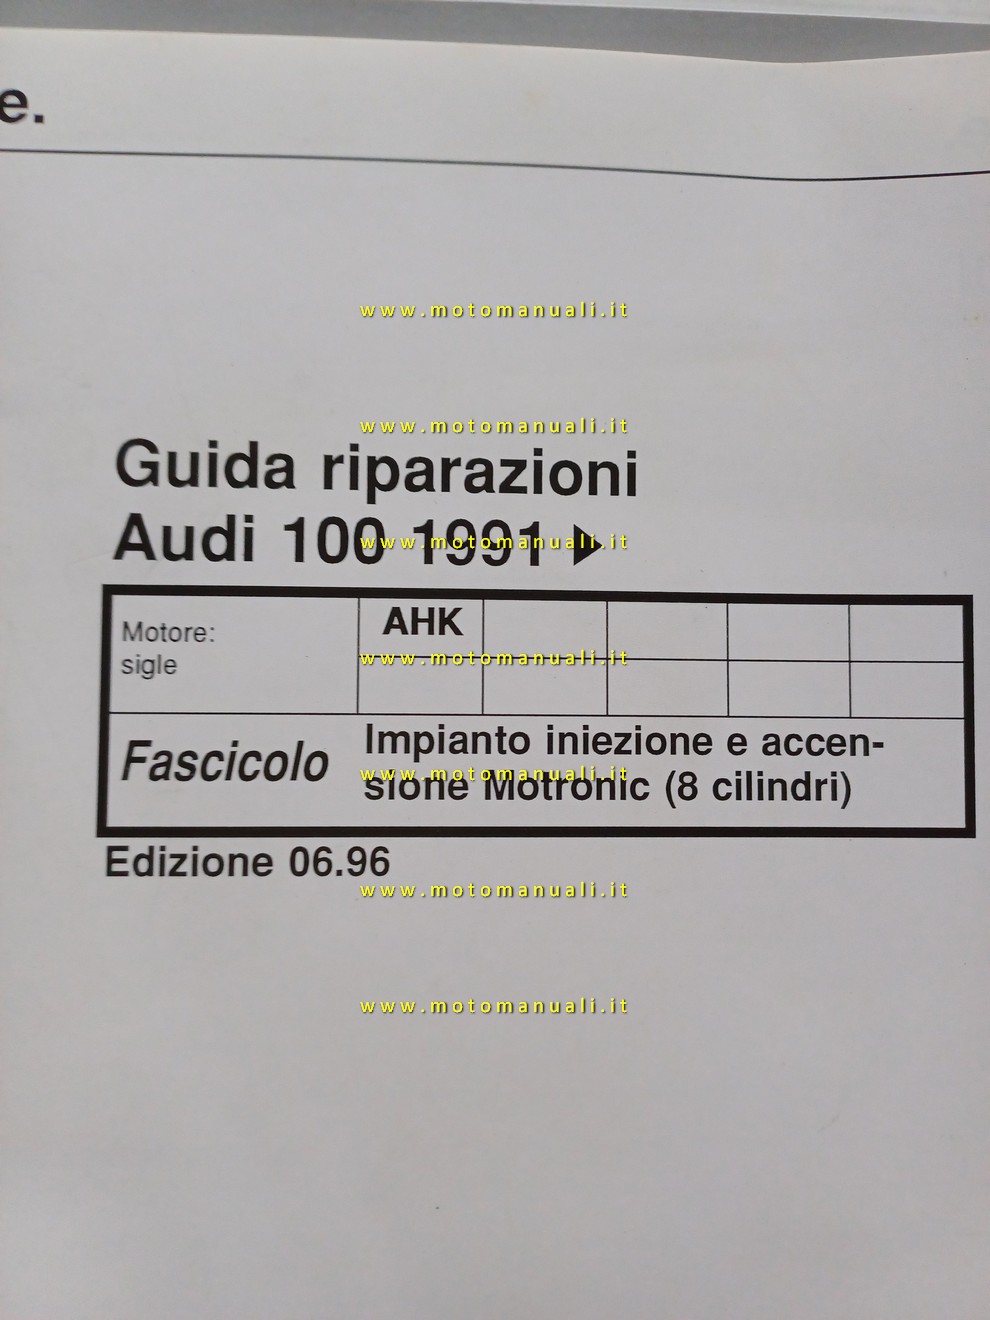 e.
www.motomanuali.it
www.motomanuali.it
Guida riparazioni
Audi 100 1991 ▶
www.motomanuali.it
Motore:
sigle
AHK
www.motomanuali.it
Fascicolo
Impianto iniezione e accen-
sione Motronic (8 cilindri)
www.motomanuali.it
Edizione 06.96
www.motomanuali.it
www.motomanuali.it